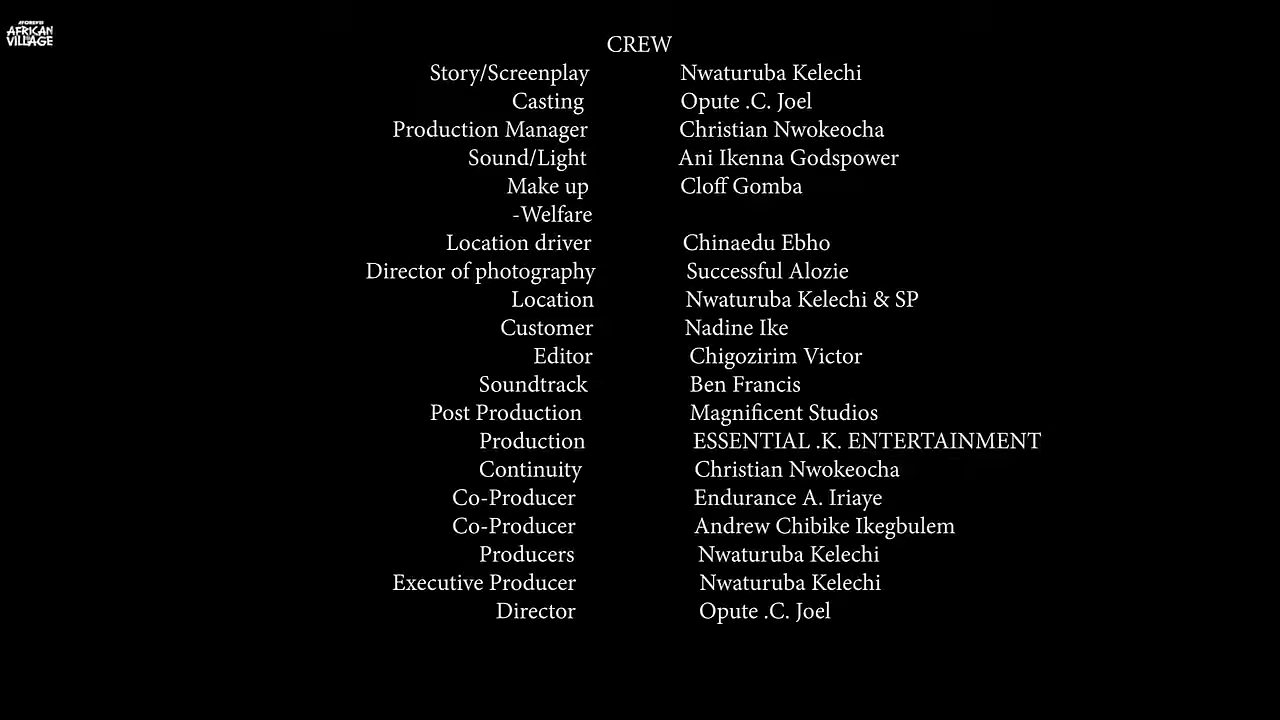 AFOREVO
AFRICAN
VILLAGE
CREW
Story/Screenplay Nwaturuba Kelechi
Casting Opute .C. Joel
Production Manager Christian Nwokeocha
Sound/Light Ani Ikenna Godspower
Make up Cloff Gomba
-Welfare
Location driver Chinaedu Ebho
Director of photography Successful Alozie
Location Nwaturuba Kelechi & SP
Customer Nadine Ike
Editor Chigozirim Victor
Soundtrack Ben Francis
Post Production Magnificent Studios
Production ESSENTIAL .K. ENTERTAINMENT
Continuity Christian Nwokeocha
Co-Producer Endurance A. Iriaye
Co-Producer Andrew Chibike Ikegbulem
Producers Nwaturuba Kelechi
Executive Producer Nwaturuba Kelechi
Director Opute .C. Joel